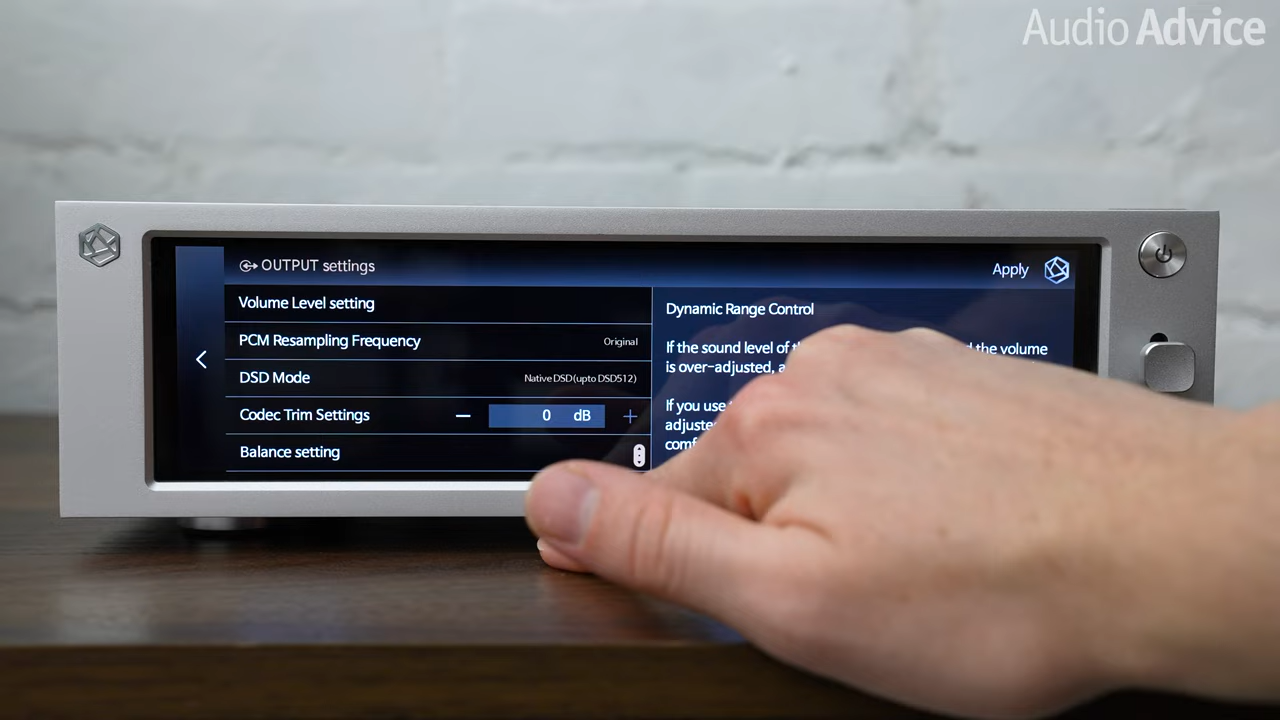 Audio Advice
OUTPUT settings
Apply
Volume Level setting
PCM Resampling Frequency
Original
DSD Mode
Native DSD(upto DSD512)
Codec Trim Settings
− 0 dB +
Balance setting
Dynamic Range Control
If the sound level of the volume
is over-adjusted,
If you use